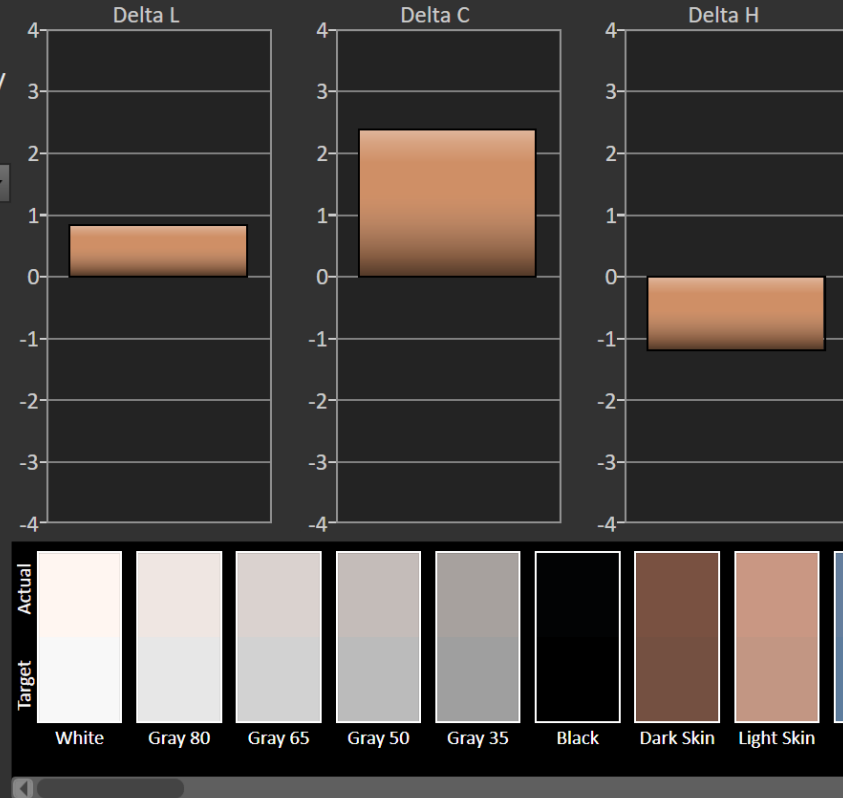 Delta L Delta C Delta H
4 4 4
3 3 3
2 2 2
1 1 1
0 0 0
-1 -1 -1
-2 -2 -2
-3 -3 -3
-4 -4 -4
Actual
Target
White Gray 80 Gray 65 Gray 50 Gray 35 Black Dark Skin Light Skin